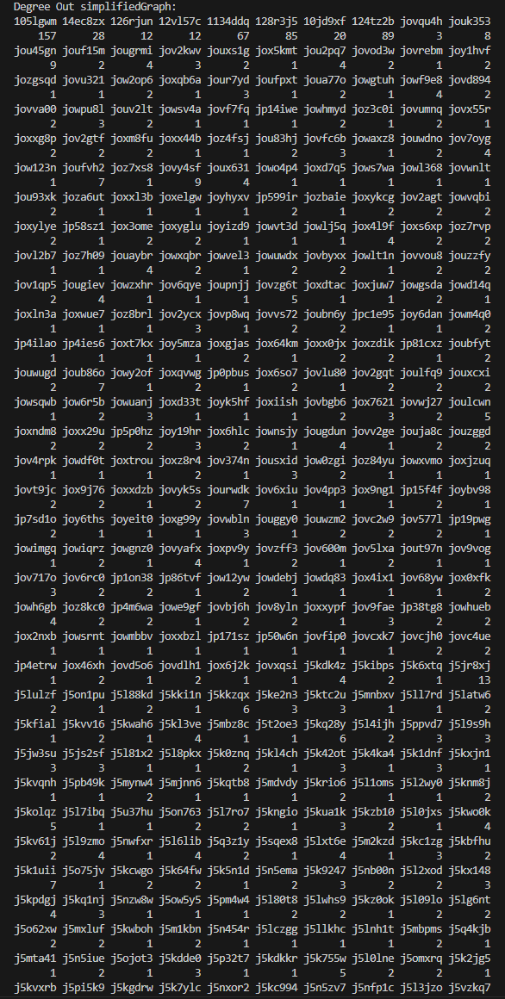 Degree Out simplifiedGraph:
105lgwm 14ec8zx 126rjun 12vl57c 1134ddq 128r3j5 10jd9xf 124tz2b jovqu4h jouk353
157 28 12 12 67 85 20 89 3 8
jou45gn jouf15m jougrmi jov2kwv jouxs1g jox5kmt jou2pq7 jovod3w jovrebm joy1hvf
9 2 4 3 2 1 4 2 1 2
jozgsqd jovu321 jow2op6 joxqb6a jour7yd joufpxt joua77o jowgtuh jowf9e8 jovd894
1 1 2 1 3 1 2 1 4 2
jovva00 jowpu8l jouv2lt jowsv4a jovf7fq jp14iwe jowhmyd joz3c0i jovumnq jovx55r
2 3 2 1 1 1 1 1 2 1
joxxg8p jov2gtf joxm8fu joxx44b joz4fsj jou83hj jovfc6b jowaxz8 jouwdno jov7oyg
2 2 1 1 1 2 3 1 2 4
jow123n joufvh2 joz7xs8 jovy4sf joux631 jowo4p4 joxd7q5 jows7wa jowl368 jovwnlt
1 7 1 9 4 1 1 1 1 1
jou93xk joza6ut joxxl3b joxelgw joyhyxv jp599ir jozbaie joxykcg jov2agt jowvqbi
2 1 1 1 1 2 1 2 2 2
joxylye jp58sz1 jox3ome joxyglu joyizd9 jowvt3d jowlj5q jox4l9f joxs6xp joz7rvp
2 1 2 2 1 1 1 4 2 2
jovl2b7 joz7h09 jouaybr jowxqbr jowvel3 jowuwdx jovbyxx jowlt1n jovvou8 jouzzfy
1 1 4 2 1 2 1 1 2 2
jov1qp5 jougiev jowzxhr jov6qye joupnjj jovzg6t joxdtac joxjuw7 jowgsda jowd14q
2 4 1 1 1 5 1 1 2 1
joxln3a joxwue7 joz8brl jov2ycx jovp8wq jovvs72 joubn6y jpc1e95 joy6dan jowm4q0
1 1 1 3 1 2 2 1 1 2
jp4ilao jp4ies6 joxt7kx joy5mza joxgjas jox64km joxx0jx joxzdik jp81cxz joubfyt
1 1 1 1 1 2 1 2 1 2
jouwugd joub86o jowy2of joxqvwg jp0pbus jox6so7 jovlu80 jov2gqt joulfq9 jouxcxi
2 7 1 2 1 1 2 1 1 2
jowsqwb jow6r5b jowuanj joxd33t joyk5hf joxiish jovbgb6 jox7621 jovwj27 joulcwn
1 2 1 3 1 1 2 3 2 5
joxndm8 joxx29u jp5p0hz joy19hr jox6hlc jownsjy jougdun jovv2ge jouja8c jouzggd
2 2 2 3 2 1 4 1 2 2
jov4rpk jowdf0t joxtrou joxz8r4 jov374n jousxid jow0zgi joz84yu jowxvmo joxjzuq
1 1 1 2 1 3 2 1 1 1
jovt9jc jox9j76 joxxdzb jovyk5s jourwdk jov6xiu jov4pp3 jox9ng1 jp15f4f joybv98
2 2 1 2 7 1 1 1 2 1
jp7sd1o joy6ths joyeit0 joxg99y jovwbln jouggy0 jouwzm2 jovc2w9 jov577l jp19pwg
2 1 1 1 3 1 2 2 1 1
jowimgq jowiqrz jowgnz0 jovyafx joxpv9y jovzff3 jov600m jov5lxa jout97n jov9vog
1 2 1 4 1 1 2 1 2 1
jov717o jov6rc0 jp1on38 jp86tvf jow12yw jowdebj jowdq83 jox4ix1 jov68yw jox0xfk
3 2 2 1 2 1 1 1 1 2
jowh6gb joz8kc0 jp4m6wa jowe9gf jovbj6h jov8yln joxxypf jov9fae jp38tg8 jowhueb
4 2 2 1 2 2 1 3 2 2
jox2nxb jowsrnt jowmbbv joxxbzl jp171sz jp50w6n jovfip0 jovcxk7 jovcjh0 jovc4ue
1 1 1 1 1 1 1 1 2 2
jp4etrw jox46xh jovd5o6 jovdlh1 jox6j2k jovxqsi j5kdk4z j5kibps j5k6xtq j5jr8xj
1 1 2 1 1 1 4 2 1 13
j5lulzf j5on1pu j5l88kd j5kki1n j5kkzqx j5ke2n3 j5ktc2u j5mnbxv j5ll7rd j5latw6
2 1 2 1 6 3 3 1 1 2
j5kfial j5kvv16 j5kwah6 j5kl3ve j5mbz8c j5t2oe3 j5kq28y j5l4ijh j5ppvd7 j5l9s9h
1 2 1 4 1 1 6 2 3 3
j5jw3su j5js2sf j5l81x2 j5l8pkx j5k0znq j5kl4ch j5k42ot j5k4ka4 j5k1dnf j5kxjn1
3 3 1 1 2 1 3 1 3 1
j5kvqnh j5pb49k j5mynw4 j5mjnn6 j5kqtb8 j5mdvdy j5krio6 j5l1oms j5l2wy0 j5knm8j
1 1 2 1 1 1 1 1 1 2
j5kolqz j5l7ibq j5u37hu j5on763 j5l7ro7 j5kngio j5kua1k j5kzb10 j5l0jxs j5kwo0k
5 1 1 1 2 1 3 2 1 4
j5kv61j j5l9zmo j5nwfxr j5l6lib j5q3z1y j5sqex8 j5lxt6e j5m2kzd j5kc1zg j5kbfhu
2 4 1 4 2 1 4 1 3 2
j5k1uii j5o75jv j5kcwgo j5k64fw j5k5n1d j5n5ema j5k9247 j5nb00n j5l2xod j5kx148
7 1 2 2 1 2 3 2 2 3
j5kpdgj j5kq1nj j5nzw8w j5ow5y5 j5pm4w4 j5l80t8 j5lwhs9 j5kz0ok j5l09lo j5lg6nt
4 3 1 1 1 2 2 1 2 2
j5o62xw j5mxluf j5kwboh j5m1kbn j5n454r j5lczgg j5llkhc j5lnh1t j5mbpms j5q4kjb
2 2 1 2 1 1 1 1 2 1
j5mta41 j5n5iue j5ojot3 j5kdde0 j5p32t7 j5kdkkr j5k755w j5l0lne j5omxrq j5k2jg5
1 2 1 3 1 1 5 2 2 2
j5kvxrb j5pi5k9 j5kgdrw j5k7ylc j5nxor2 j5kc994 j5n5zv7 j5nfp1c j5l3jzo j5vzkq7